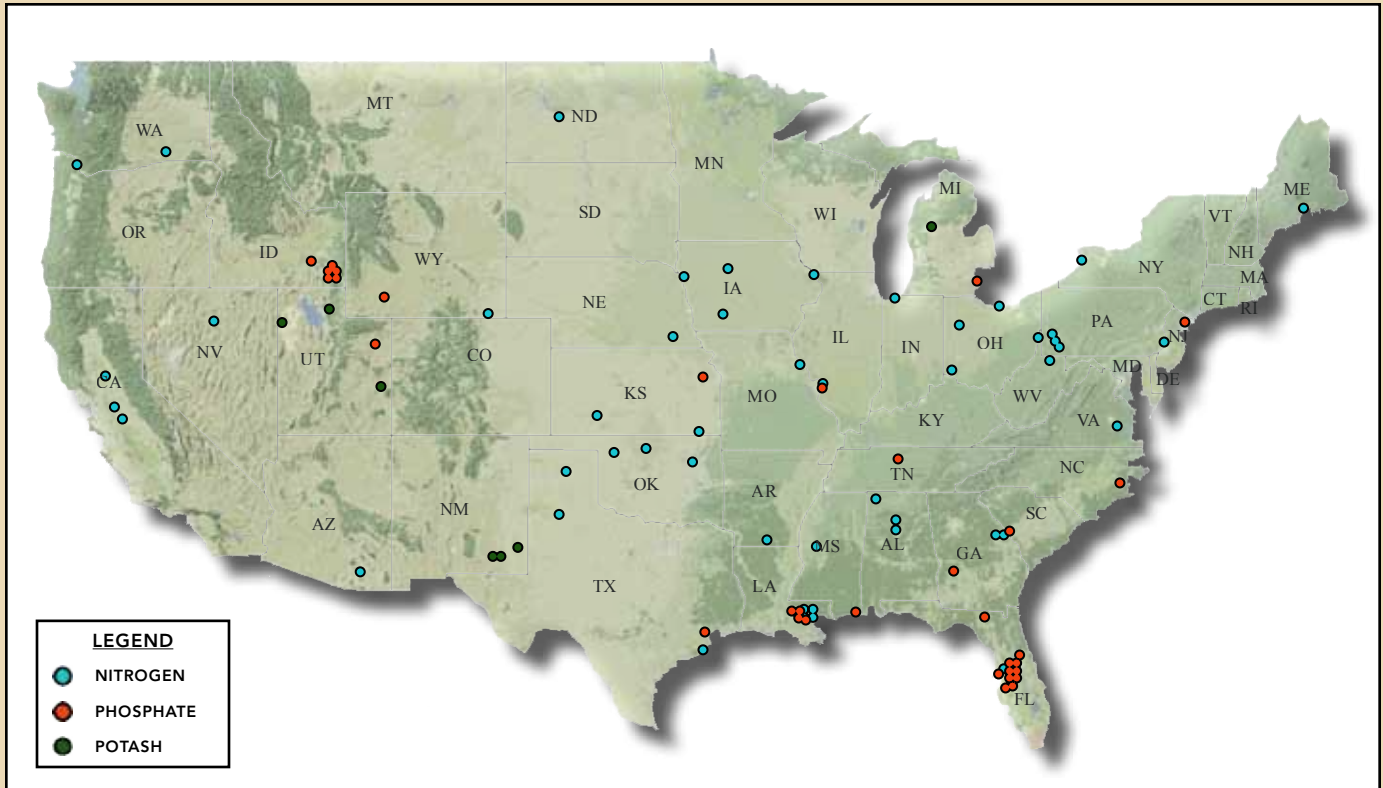 MT
ND
WA
MN
ME
MI
VT
SD
WI
OR
NH
ID
WY
NY
MA
IA
NE
CT
RI
PA
NJ
NV
IL
IN
OH
CO
UT
MD
DE
CA
KS
MO
WV
KY
VA
TN
NC
OK
AR
NM
SC
AZ
MS
AL
GA
TX
LA
FL
LEGEND
NITROGEN
PHOSPHATE
POTASH